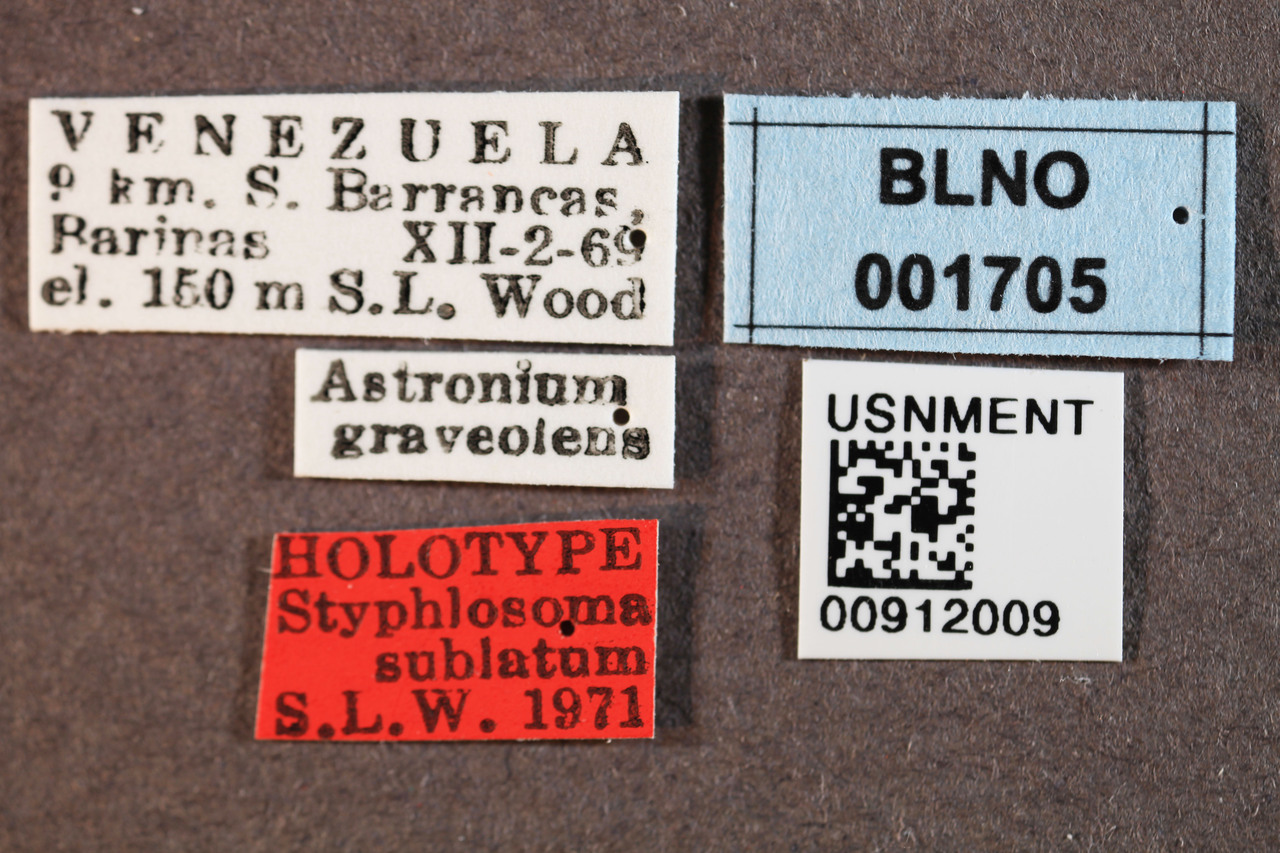 VENEZUELA
9 km. S. Barrancas,
Barinas XII-2-69
el. 150 m S.L. Wood
Astronium
graveolens
HOLOTYPE
Styphlosoma
sublatum
S.L.W. 1971
BLNO
001705
USNMENT
00912009